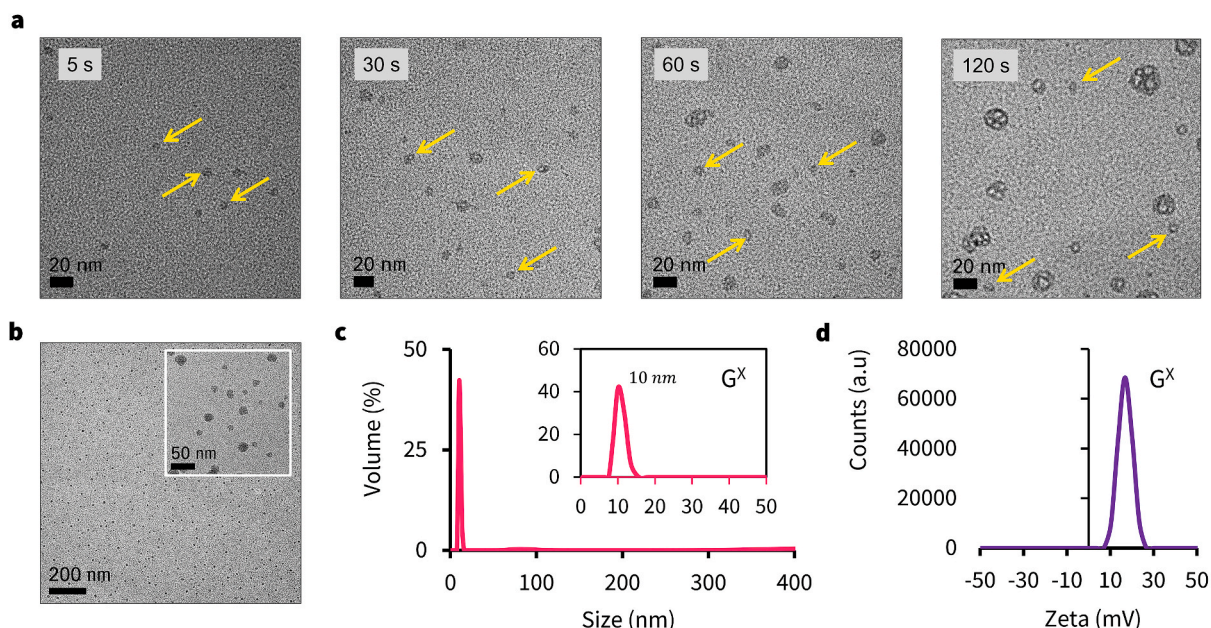 a
5 s
30 s
60 s
120 s
20 nm
20 nm
20 nm
20 nm
b
50 nm
200 nm
c
Volume (%)
50
25
0
0
100
200
300
400
Size (nm)
60
40
20
0
0
10
20
30
40
50
10 nm
Gˣ
d
Counts (a.u)
80000
60000
40000
20000
0
-50
-30
-10
10
30
50
Zeta (mV)
Gˣ